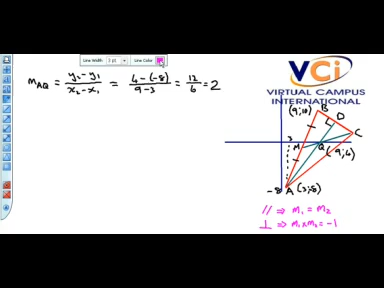 Line Width: 3 pt Line Color:
m_AQ = (y₂-y₁)/(x₂-x₁) = (4-(-8))/(9-3) = 12/6 = 2
VCi
VIRTUAL CAMPUS
INTERNATIONAL
(9;10) B
D
C
3
M
Q
(9;4)
-8 A (3;-8)
// ⇒ m₁ = m₂
⊥ ⇒ m₁×m₂ = -1